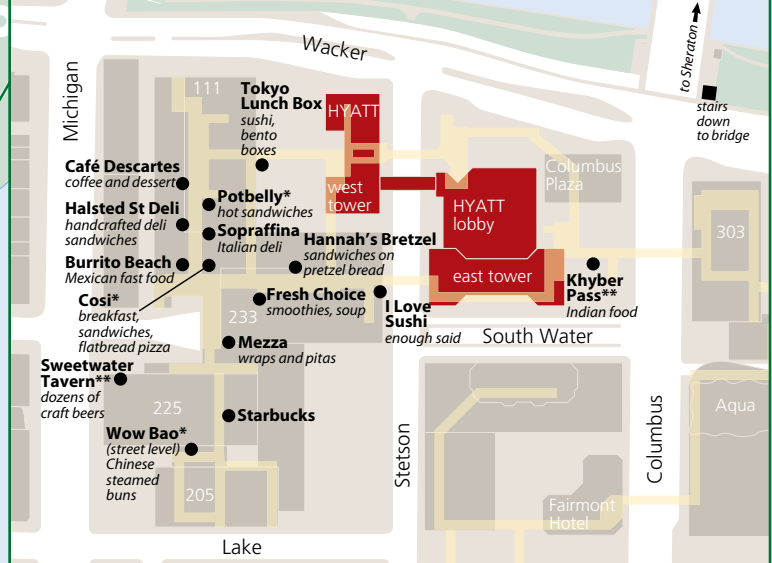 Wacker
Michigan
to Sheraton
stairs
down
to bridge
111
Tokyo
Lunch Box
sushi,
bento
boxes
HYATT
west
tower
Columbus
Plaza
Café Descartes
coffee and dessert
Potbelly*
hot sandwiches
HYATT
lobby
Halsted St Deli
handcrafted deli
sandwiches
Sopraffina
Italian deli
303
Hannah's Bretzel
sandwiches on
pretzel bread
Burrito Beach
Mexican fast food
east tower
Khyber
Pass**
Indian food
Cosi*
breakfast,
sandwiches,
flatbread pizza
Fresh Choice
smoothies, soup
I Love
Sushi
enough said
233
South Water
Mezza
wraps and pitas
Sweetwater
Tavern**
dozens of
craft beers
225
Starbucks
Aqua
Wow Bao*
(street level)
Chinese
steamed
buns
Stetson
Columbus
205
Fairmont
Hotel
Lake